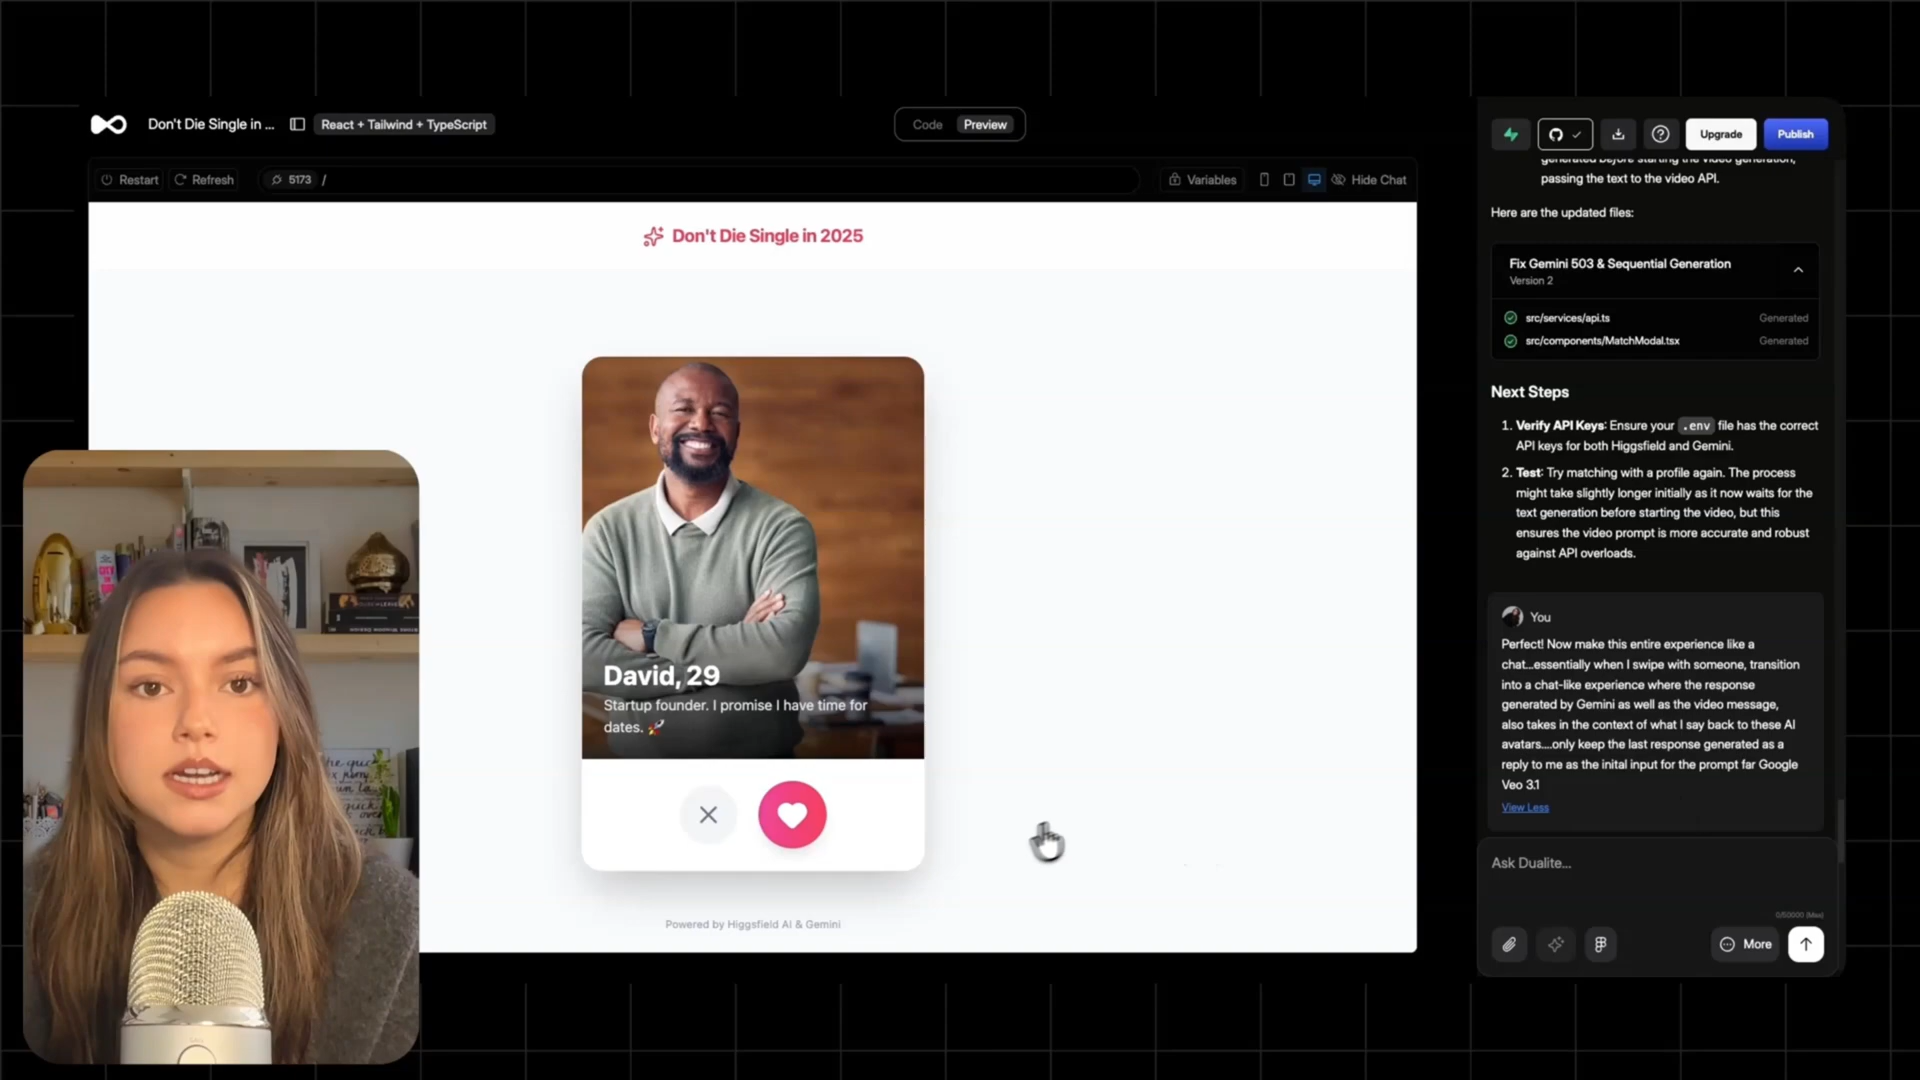 Don't Die Single in ...
React + Tailwind + TypeScript
Code
Preview
Upgrade
Publish
Restart
Refresh
5173
/
Variables
Hide Chat
Don't Die Single in 2025
David, 29
Startup founder. I promise I have time for
dates. 🚀
Powered by Higgsfield AI & Gemini
generated before starting the video generation,
passing the text to the video API.
Here are the updated files:
Fix Gemini 503 & Sequential Generation
Version 2
src/services/api.ts
Generated
src/components/MatchModal.tsx
Generated
Next Steps
1. Verify API Keys: Ensure your .env file has the correct
API keys for both Higgsfield and Gemini.
2. Test: Try matching with a profile again. The process
might take slightly longer initially as it now waits for the
text generation before starting the video, but this
ensures the video prompt is more accurate and robust
against API overloads.
You
Perfect! Now make this entire experience like a
chat...essentially when I swipe with someone, transition
into a chat-like experience where the response
generated by Gemini as well as the video message,
also takes in the context of what I say back to these AI
avatars....only keep the last response generated as a
reply to me as the inital input for the prompt far Google
Veo 3.1
View Less
Ask Dualite...
0/50000 (Max)
More